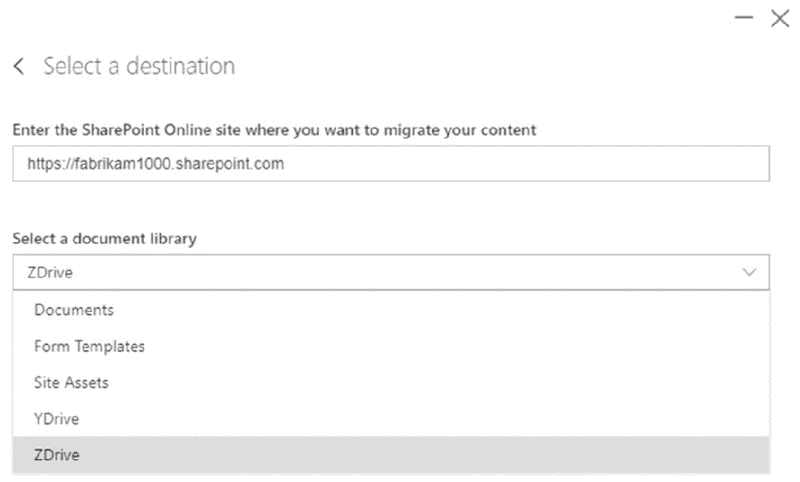 Select a destination
Enter the SharePoint Online site where you want to migrate your content
https://fabrikam1000.sharepoint.com
Select a document library
ZDrive
Documents
Form Templates
Site Assets
YDrive
ZDrive